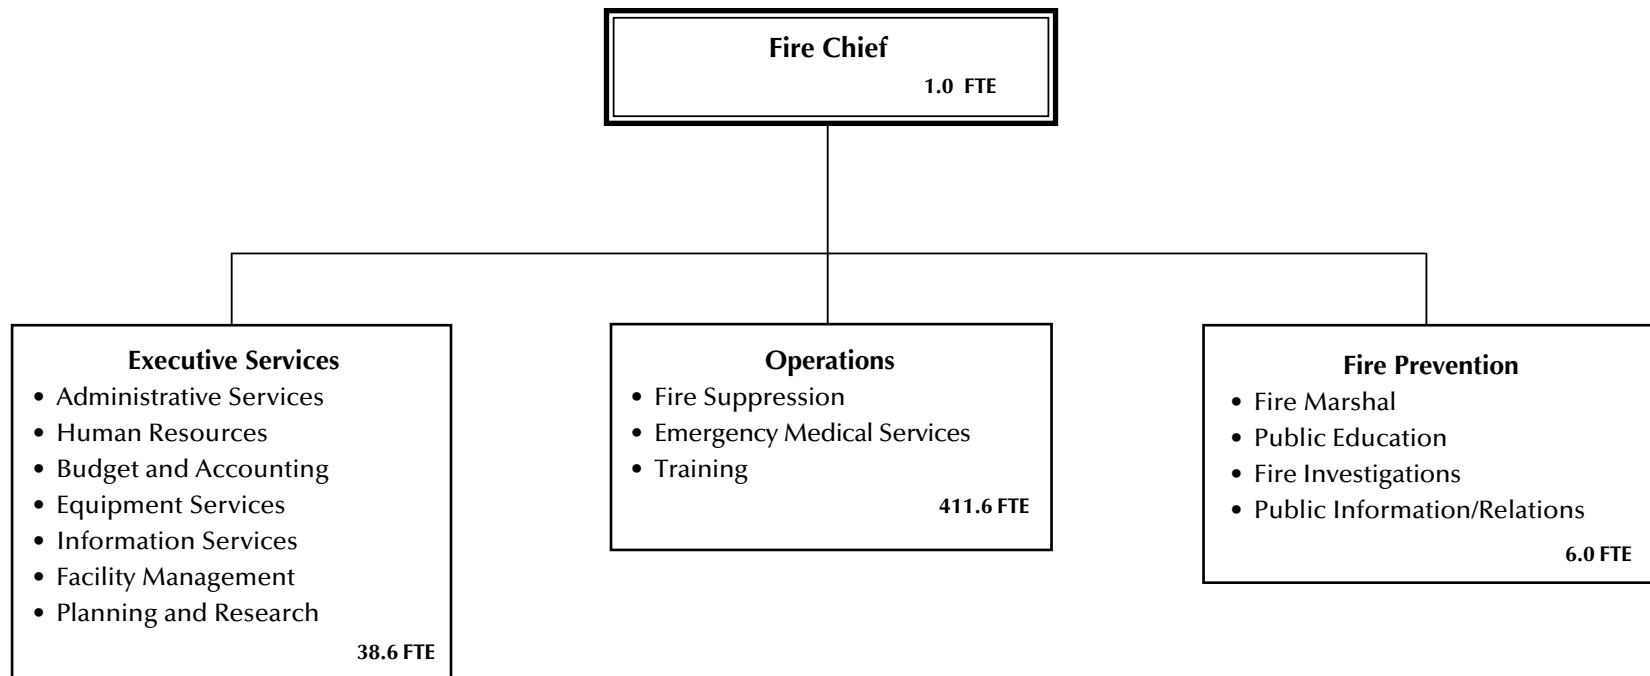 Fire Chief
1.0 FTE
Executive Services
• Administrative Services
• Human Resources
• Budget and Accounting
• Equipment Services
• Information Services
• Facility Management
• Planning and Research
38.6 FTE
Operations
• Fire Suppression
• Emergency Medical Services
• Training
411.6 FTE
Fire Prevention
• Fire Marshal
• Public Education
• Fire Investigations
• Public Information/Relations
6.0 FTE